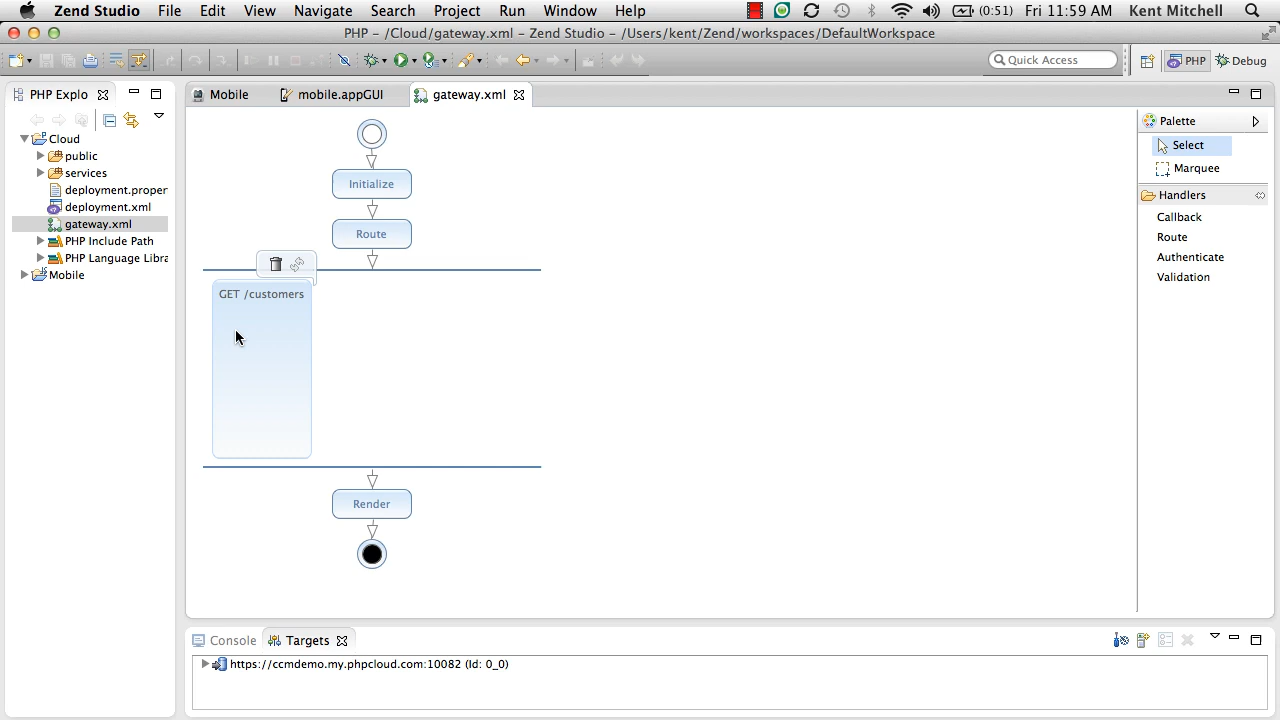 Zend Studio File Edit View Navigate Search Project Run Window Help (0:51) Fri 11:59 AM Kent Mitchell
PHP – /Cloud/gateway.xml – Zend Studio – /Users/kent/Zend/workspaces/DefaultWorkspace
Quick Access PHP Debug
PHP Explo
Mobile mobile.appGUI gateway.xml
Cloud
public
services
deployment.proper
deployment.xml
gateway.xml
PHP Include Path
PHP Language Libra
Mobile
Initialize
Route
GET /customers
Render
Palette
Select
Marquee
Handlers
Callback
Route
Authenticate
Validation
Console Targets
https://ccmdemo.my.phpcloud.com:10082 (Id: 0_0)